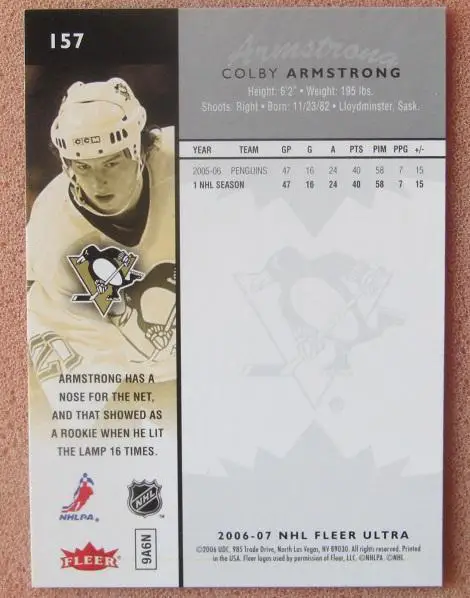 157
Armstrong
COLBY ARMSTRONG
Height: 6'2" • Weight: 195 lbs.
Shoots: Right • Born: 11/23/82 • Lloydminster, Sask.
YEAR TEAM GP G A PTS PIM PPG +/-
2005-06 PENGUINS 47 16 24 40 58 7 15
1 NHL SEASON 47 16 24 40 58 7 15
CCM
ARMSTRONG HAS A
NOSE FOR THE NET,
AND THAT SHOWED AS
A ROOKIE WHEN HE LIT
THE LAMP 16 TIMES.
NHLPA
NHL
FLEER
9A6N
2006-07 NHL FLEER ULTRA
©2006 UDC. 985 Trade Drive, North Las Vegas, NV 89030. All rights reserved. Printed
in the USA. Fleer logos used by permission of Fleer, LLC. ©NHLPA ©NHL.